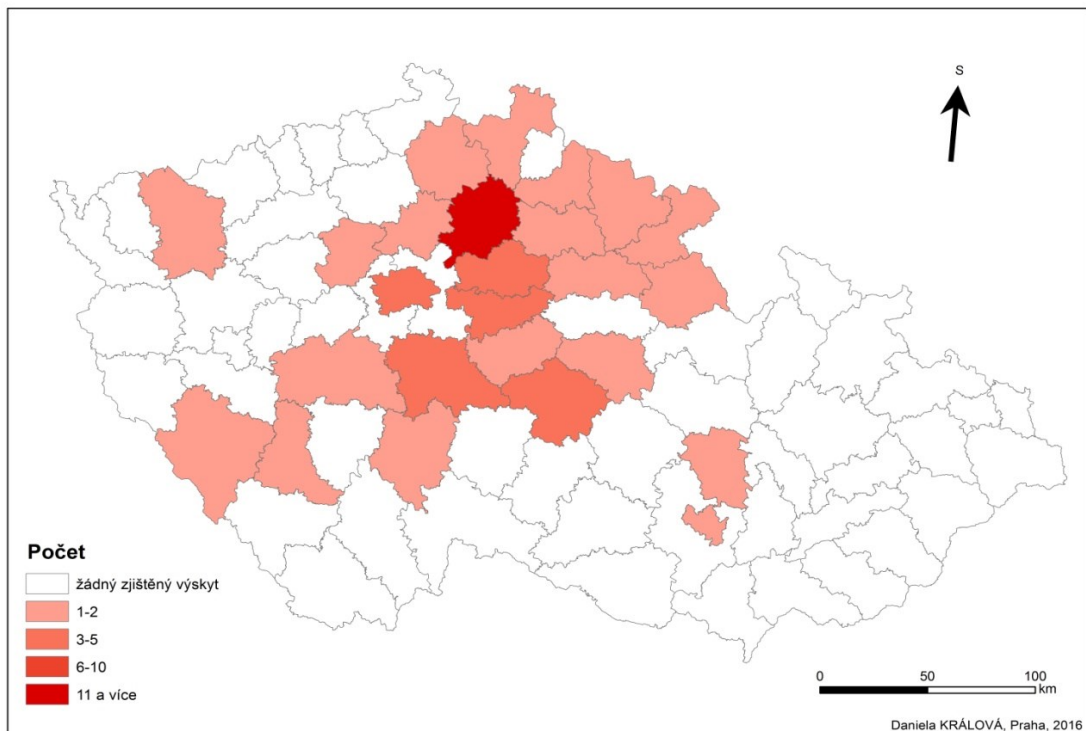 S
Počet
žádný zjištěný výskyt
1-2
3-5
6-10
11 a více
0 50 100
km
Daniela KRÁLOVÁ, Praha, 2016